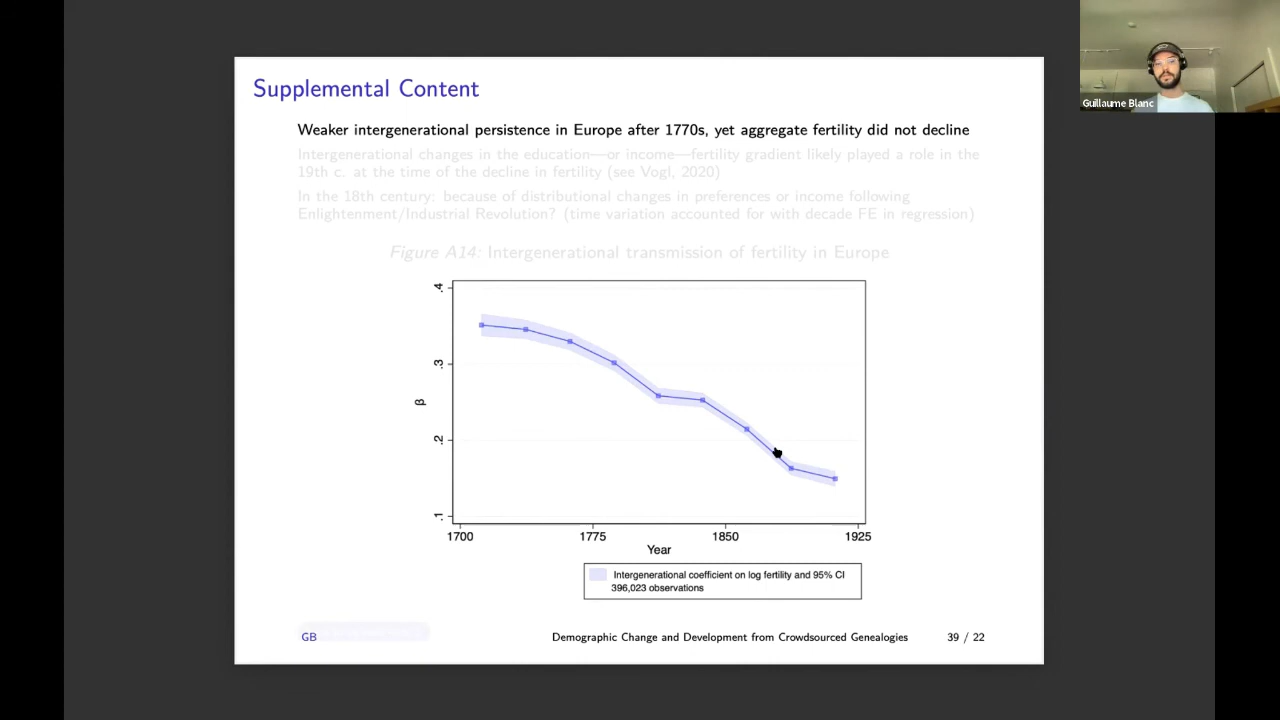 Guillaume Blanc
Supplemental Content
Weaker intergenerational persistence in Europe after 1770s, yet aggregate fertility did not decline
Intergenerational changes in the education—or income—fertility gradient likely played a role in the
19th c. at the time of the decline in fertility (see Vogl, 2020)
In the 18th century: because of distributional changes in preferences or income following
Enlightenment/Industrial Revolution? (time variation accounted for with decade FE in regression)
Figure A14: Intergenerational transmission of fertility in Europe
.4
.3
β
.2
.1
1700 1775 1850 1925
Year
Intergenerational coefficient on log fertility and 95% CI
396,023 observations
GB Demographic Change and Development from Crowdsourced Genealogies 39 / 22